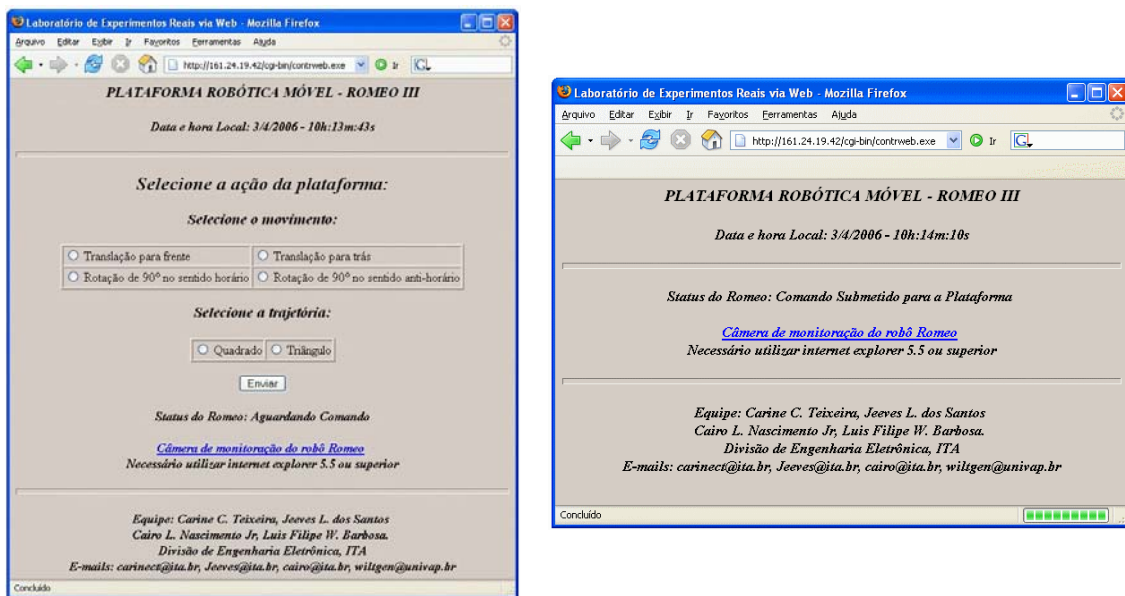 Laboratório de Experimentos Reais via Web - Mozilla Firefox
Arquivo Editar Exibir Ir Favoritos Ferramentas Ajuda
http://161.24.19.42/cgi-bin/contrweb.exe Ir
PLATAFORMA ROBÓTICA MÓVEL - ROMEO III
Data e hora Local: 3/4/2006 - 10h:13m:43s
Selecione a ação da plataforma:
Selecione o movimento:
Translação para frente Translação para trás
Rotação de 90º no sentido horário Rotação de 90º no sentido anti-horário
Selecione a trajetória:
Quadrado Triângulo
Enviar
Status do Romeo: Aguardando Comando
Câmera de monitoração do robô Romeo
Necessário utilizar internet explorer 5.5 ou superior
Equipe: Carine C. Teixeira, Jeeves L. dos Santos
Cairo L. Nascimento Jr, Luis Filipe W. Barbosa.
Divisão de Engenharia Eletrônica, ITA
E-mails: carinect@ita.br, Jeeves@ita.br, cairo@ita.br, wiltgen@univap.br
Concluído
Laboratório de Experimentos Reais via Web - Mozilla Firefox
Arquivo Editar Exibir Ir Favoritos Ferramentas Ajuda
http://161.24.19.42/cgi-bin/contrweb.exe Ir
PLATAFORMA ROBÓTICA MÓVEL - ROMEO III
Data e hora Local: 3/4/2006 - 10h:14m:10s
Status do Romeo: Comando Submetido para a Plataforma
Câmera de monitoração do robô Romeo
Necessário utilizar internet explorer 5.5 ou superior
Equipe: Carine C. Teixeira, Jeeves L. dos Santos
Cairo L. Nascimento Jr, Luis Filipe W. Barbosa.
Divisão de Engenharia Eletrônica, ITA
E-mails: carinect@ita.br, Jeeves@ita.br, cairo@ita.br, wiltgen@univap.br
Concluído